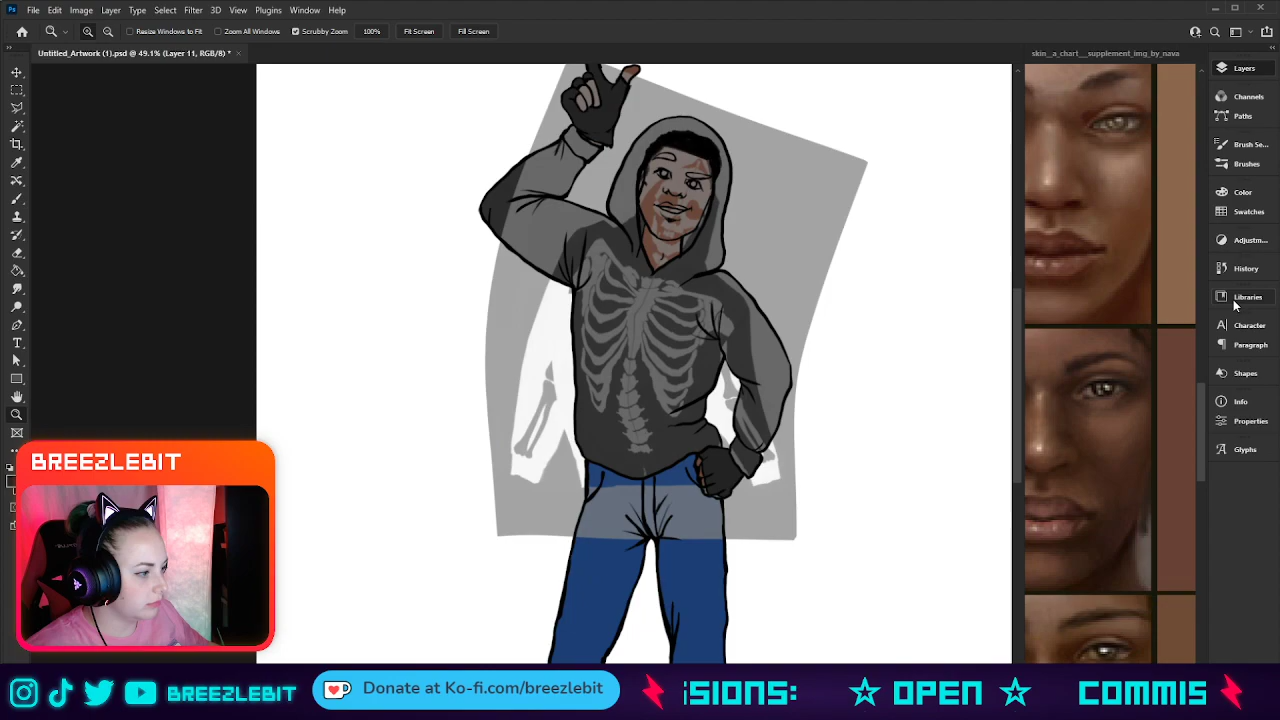 Ps File Edit Image Layer Type Select Filter 3D View Plugins Window Help
Resize Windows to Fit Zoom All Windows Scrubby Zoom 100% Fit Screen Fill Screen
Untitled_Artwork (1).psd @ 49.1% (Layer 11, RGB/8) *
skin__a_chart__supplement_img_by_nava
Layers
Channels
Paths
Brush Se...
Brushes
Color
Swatches
Adjustm...
History
Libraries
Character
Paragraph
Shapes
Info
Properties
Glyphs
BREEZLEBIT
BREEZLEBIT
Donate at Ko-fi.com/breezlebit
ISIONS: ☆ OPEN ☆ COMMIS